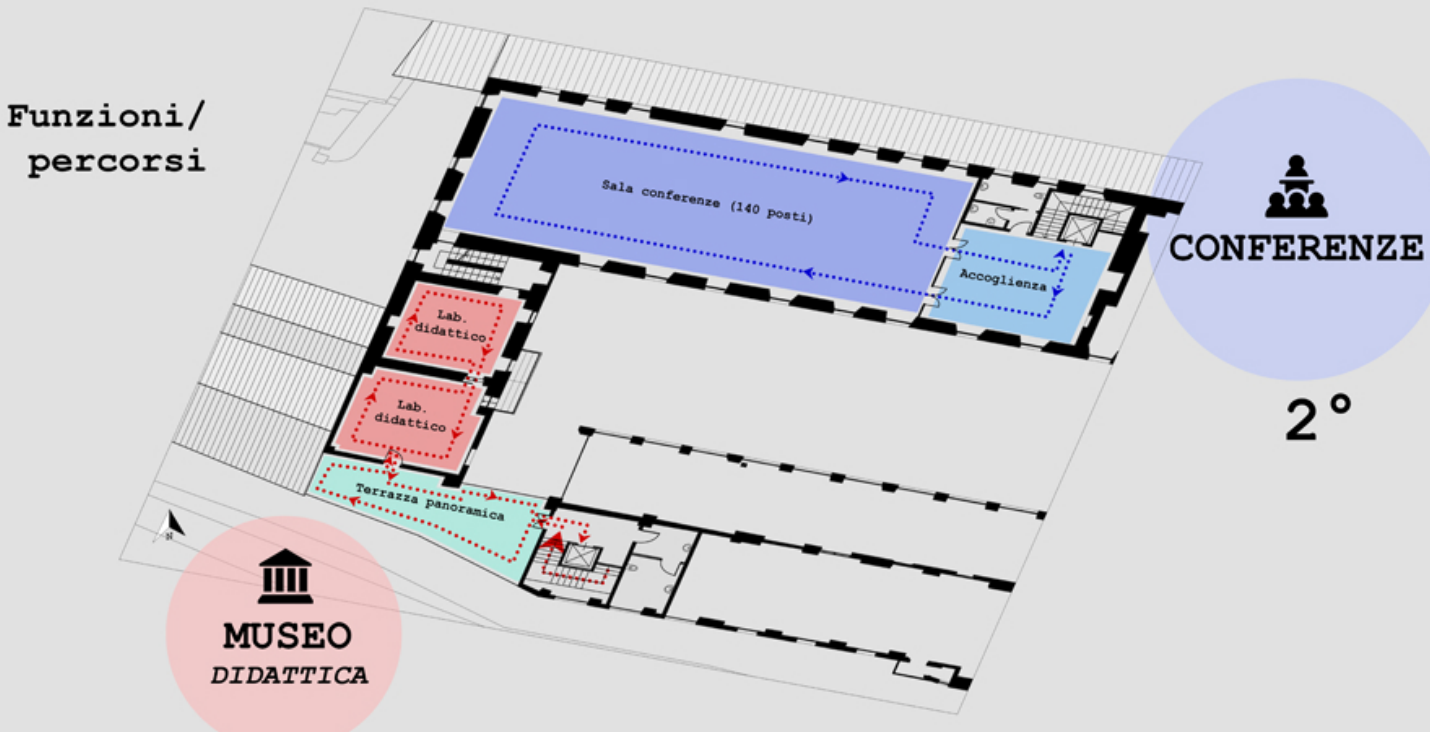 Funzioni/
percorsi
Sala conferenze (140 posti)
Accoglienza
CONFERENZE
2°
Lab.
didattico
Lab.
didattico
Terrazza panoramica
N
MUSEO
DIDATTICA